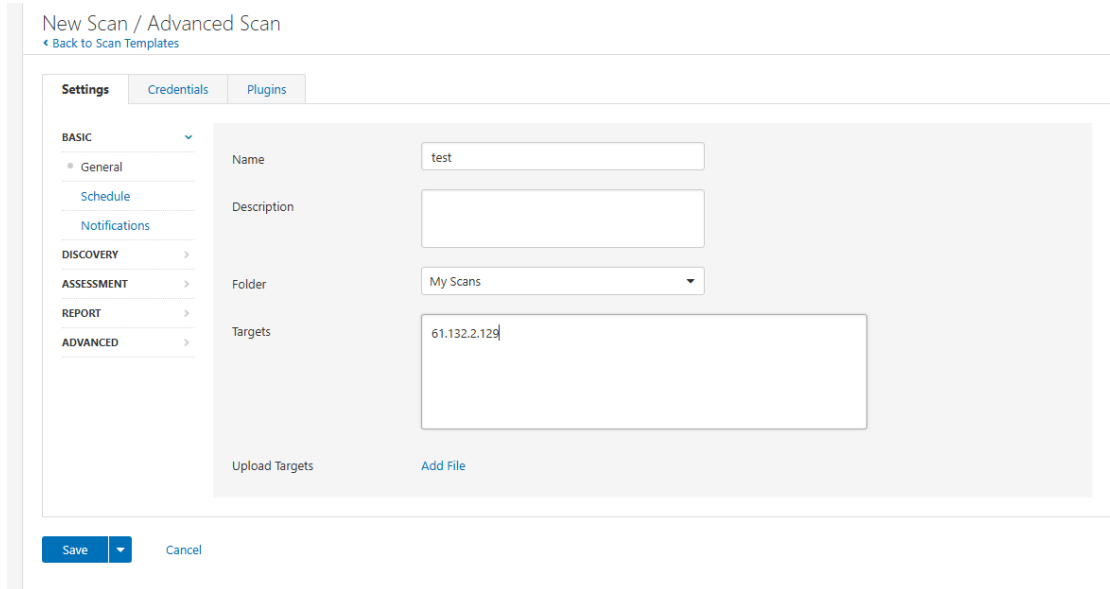 New Scan / Advanced Scan
Back to Scan Templates
Settings Credentials Plugins
BASIC
General
Schedule
Notifications
DISCOVERY
ASSESSMENT
REPORT
ADVANCED
Name test
Description
Folder My Scans
Targets 61.132.2.129
Upload Targets Add File
Save Cancel